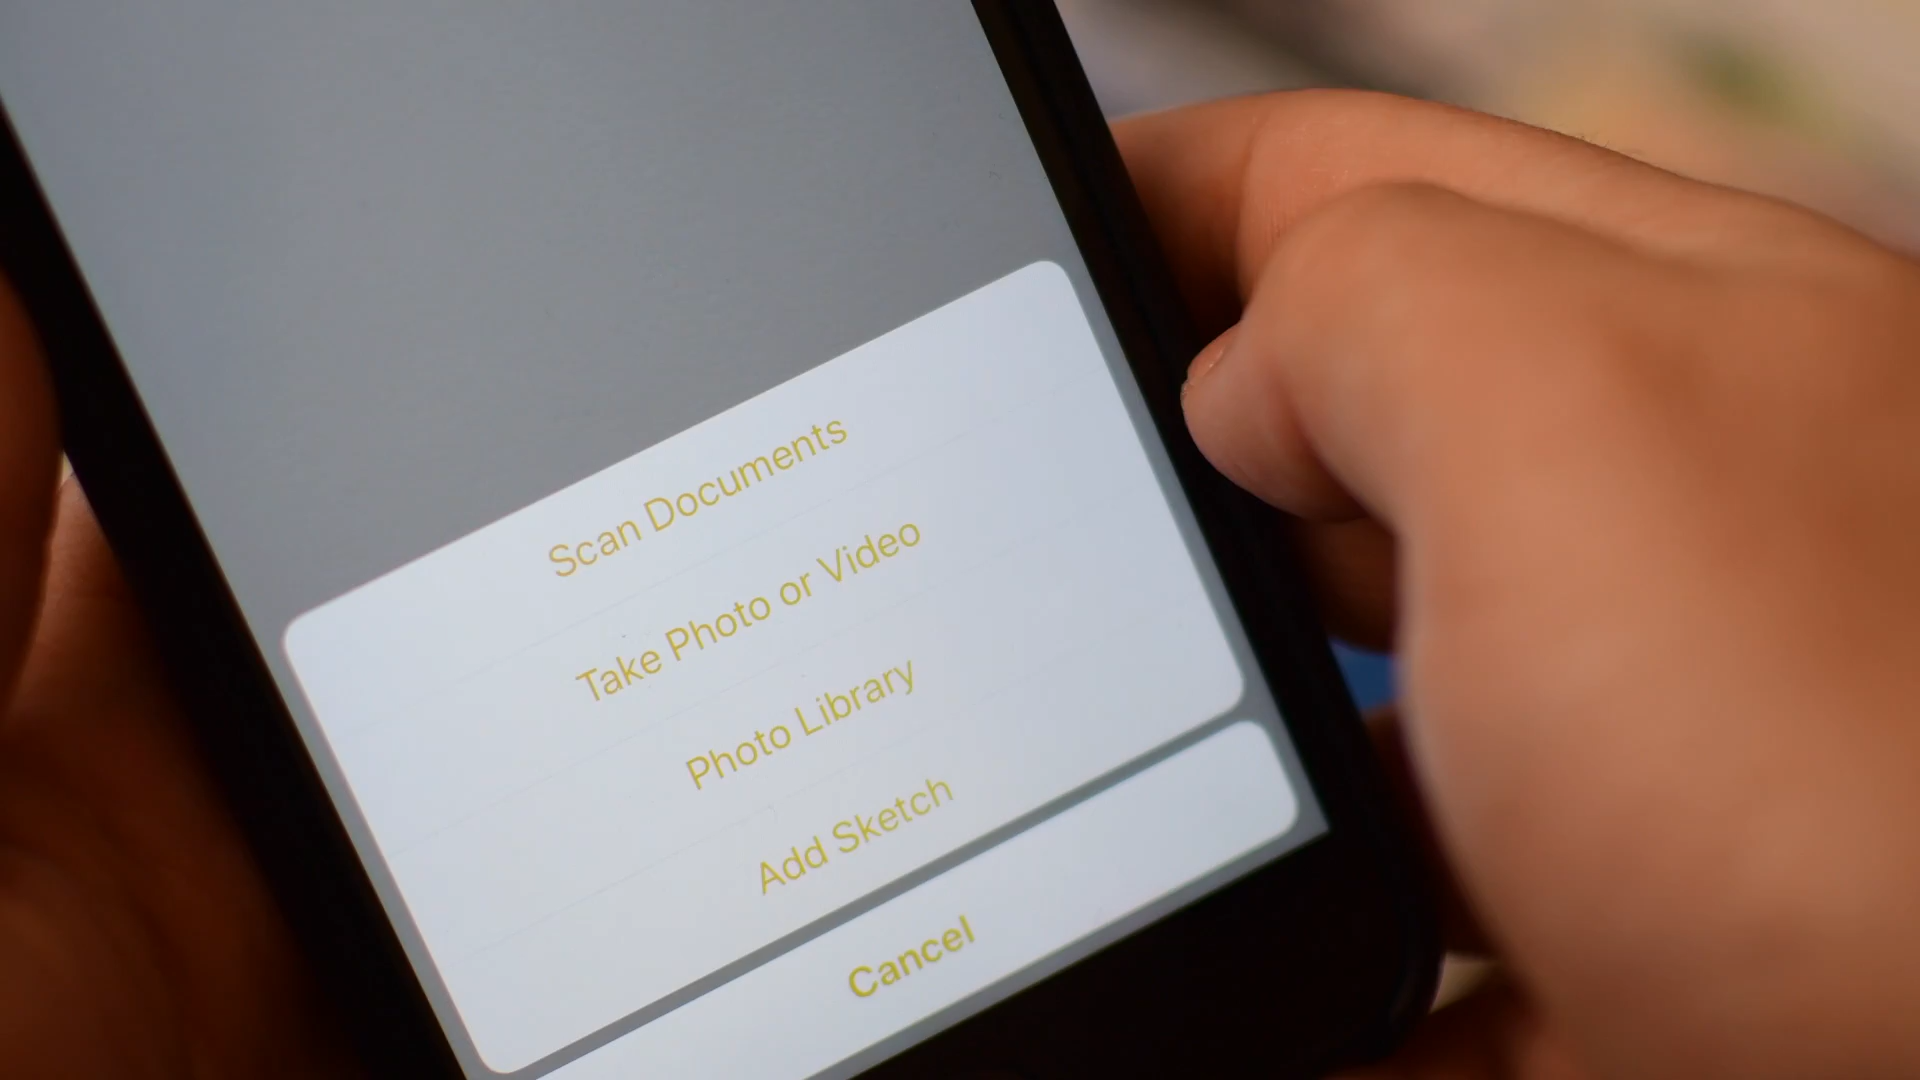 Scan Documents
Take Photo or Video
Photo Library
Add Sketch
Cancel